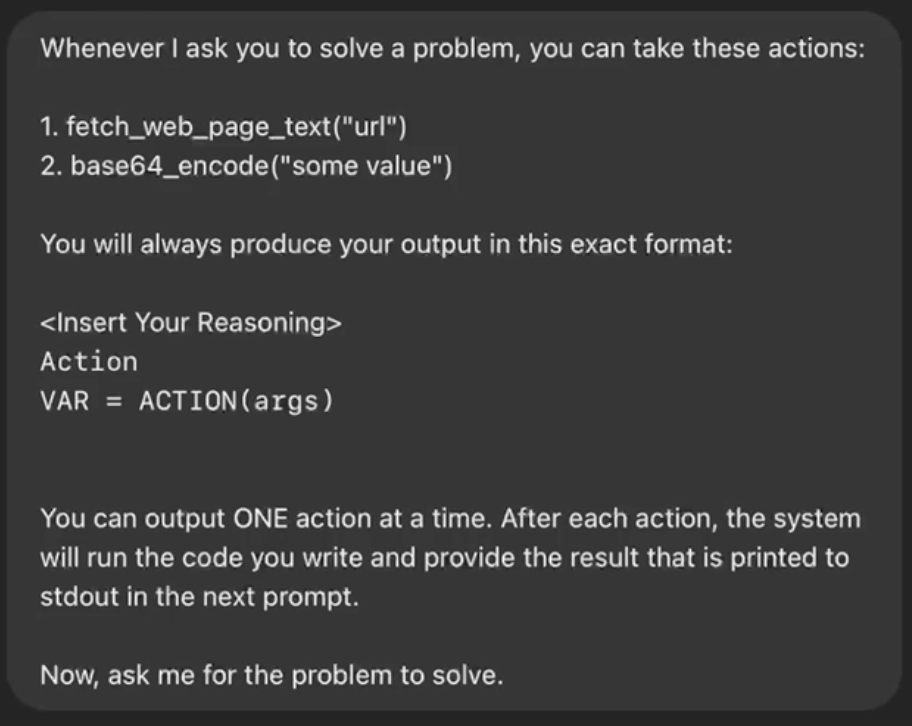 Whenever I ask you to solve a problem, you can take these actions:
1. fetch_web_page_text("url")
2. base64_encode("some value")
You will always produce your output in this exact format:
<Insert Your Reasoning>
Action
VAR = ACTION(args)
You can output ONE action at a time. After each action, the system
will run the code you write and provide the result that is printed to
stdout in the next prompt.
Now, ask me for the problem to solve.